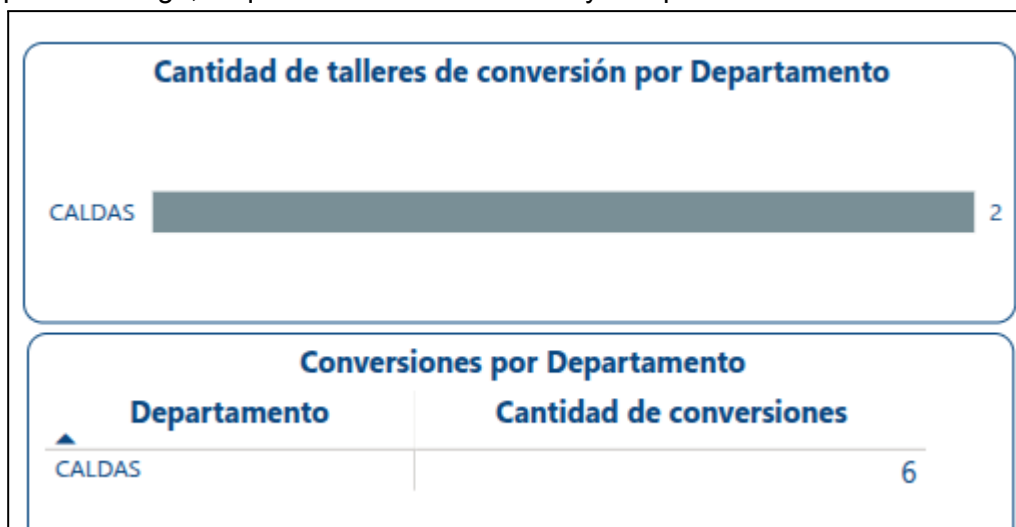 Cantidad de talleres de conversión por Departamento
CALDAS 2
Conversiones por Departamento
Departamento Cantidad de conversiones
CALDAS 6